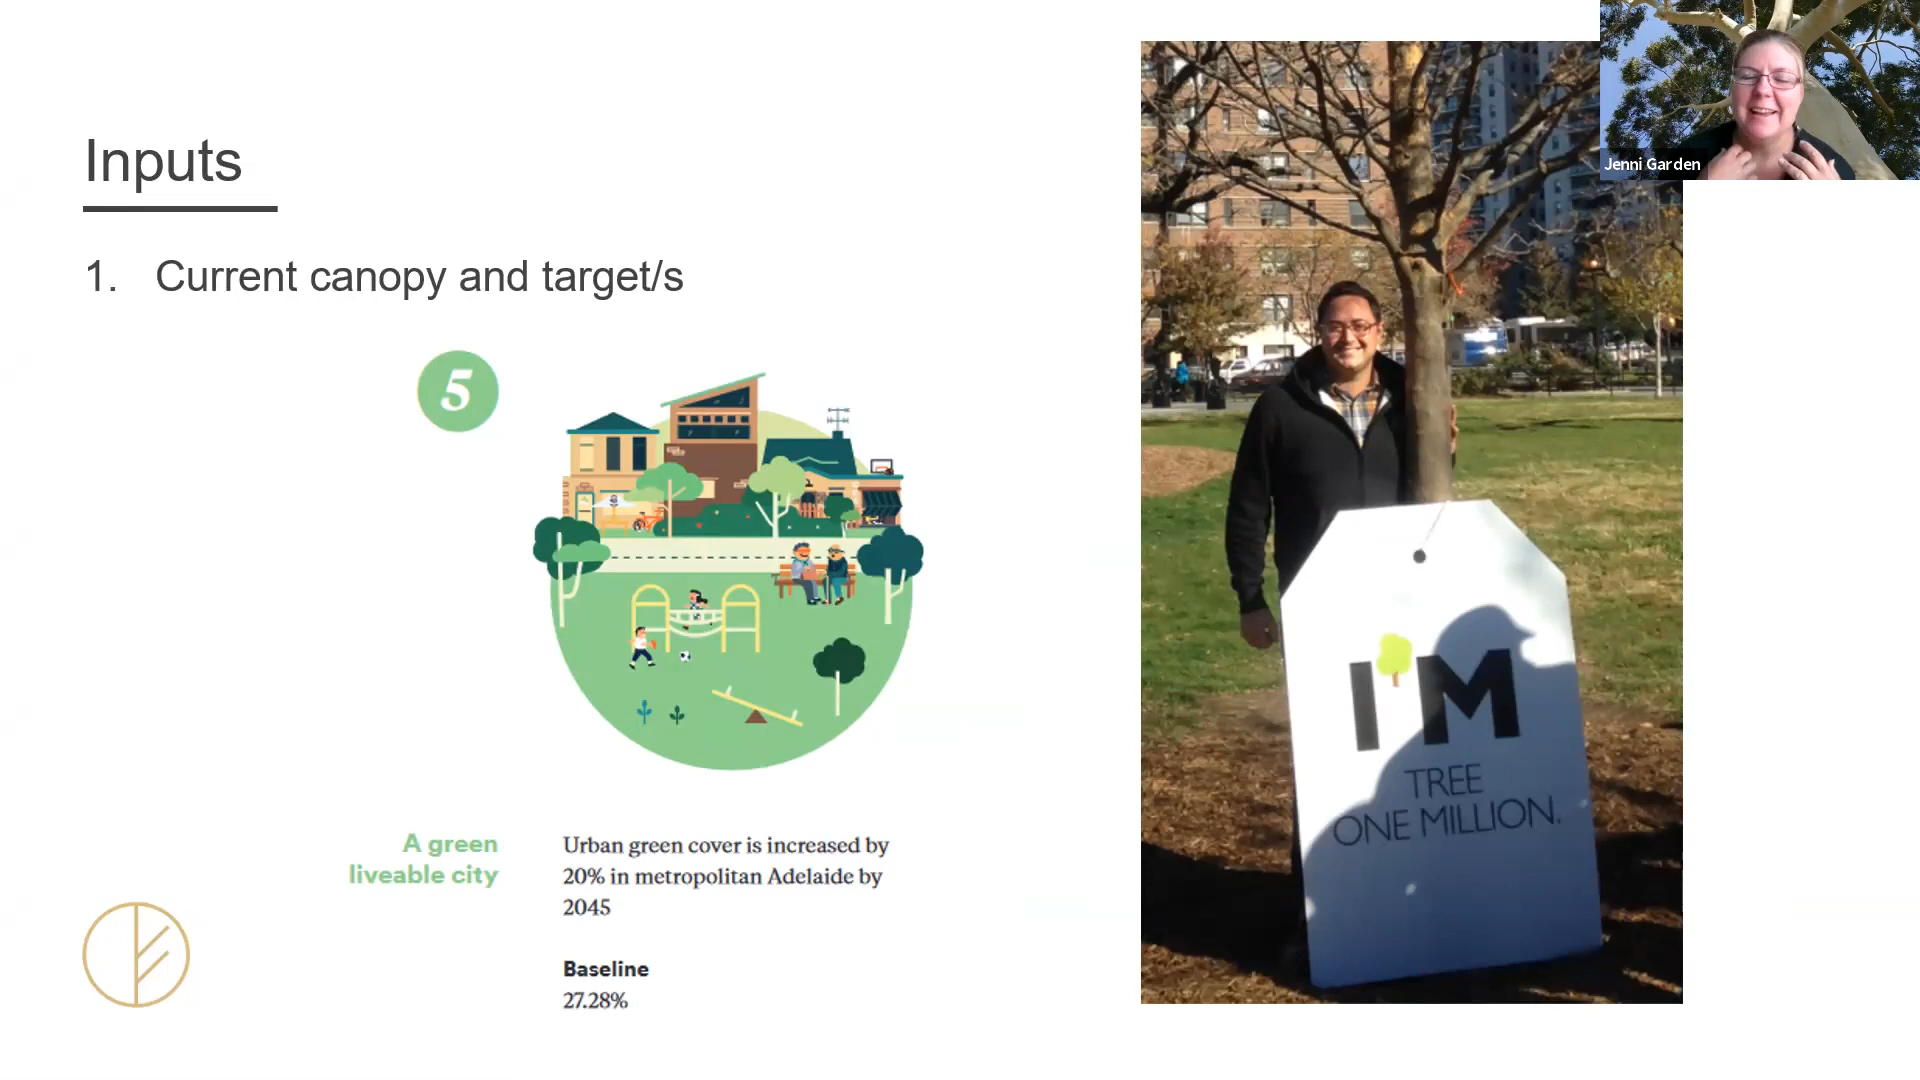 Inputs
1. Current canopy and target/s
5
A green
liveable city
Urban green cover is increased by
20% in metropolitan Adelaide by
2045
Baseline
27.28%
I'M
TREE
ONE MILLION.
Jenni Garden